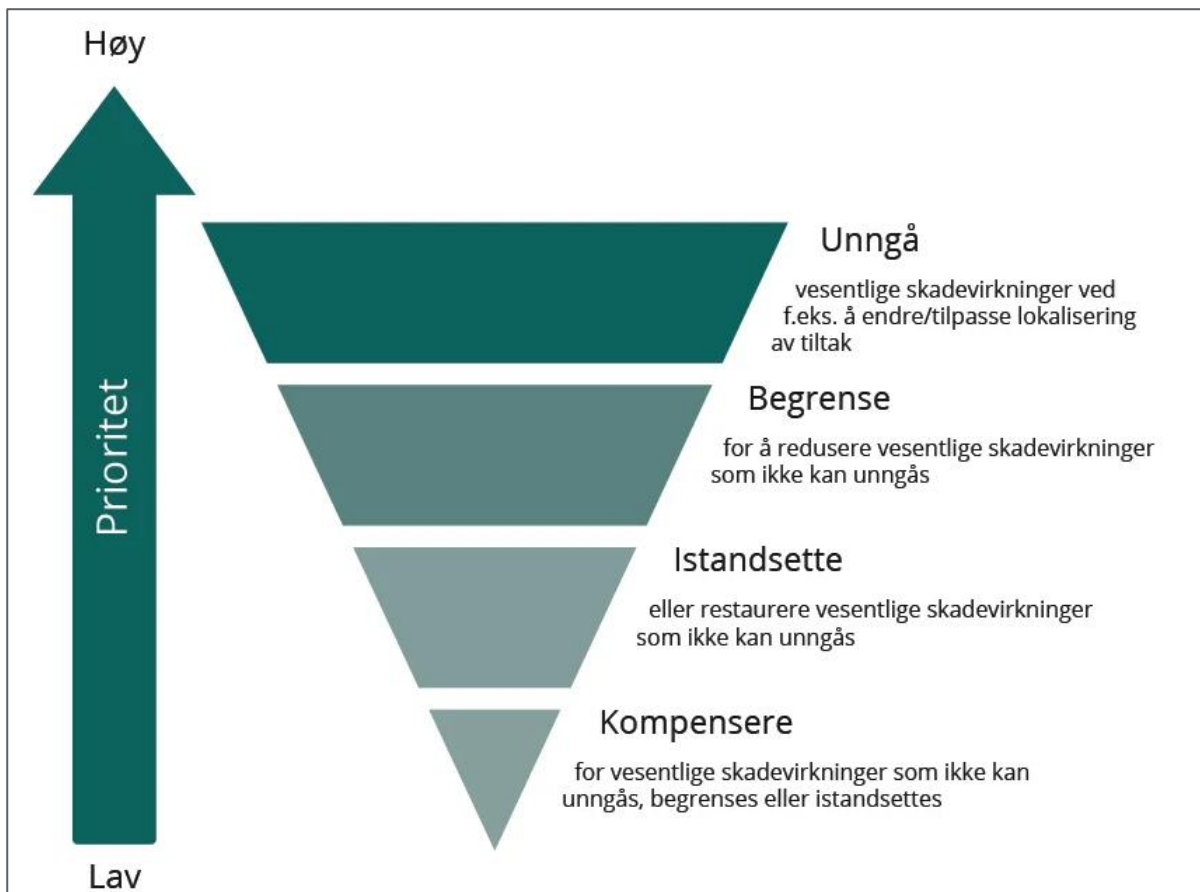 Høy
Prioritet
Lav
Unngå
vesentlige skadevirkninger ved
f.eks. å endre/tilpasse lokalisering
av tiltak
Begrense
for å redusere vesentlige skadevirkninger
som ikke kan unngås
Istandsette
eller restaurere vesentlige skadevirkninger
som ikke kan unngås
Kompensere
for vesentlige skadevirkninger som ikke kan
unngås, begrenses eller istandsettes